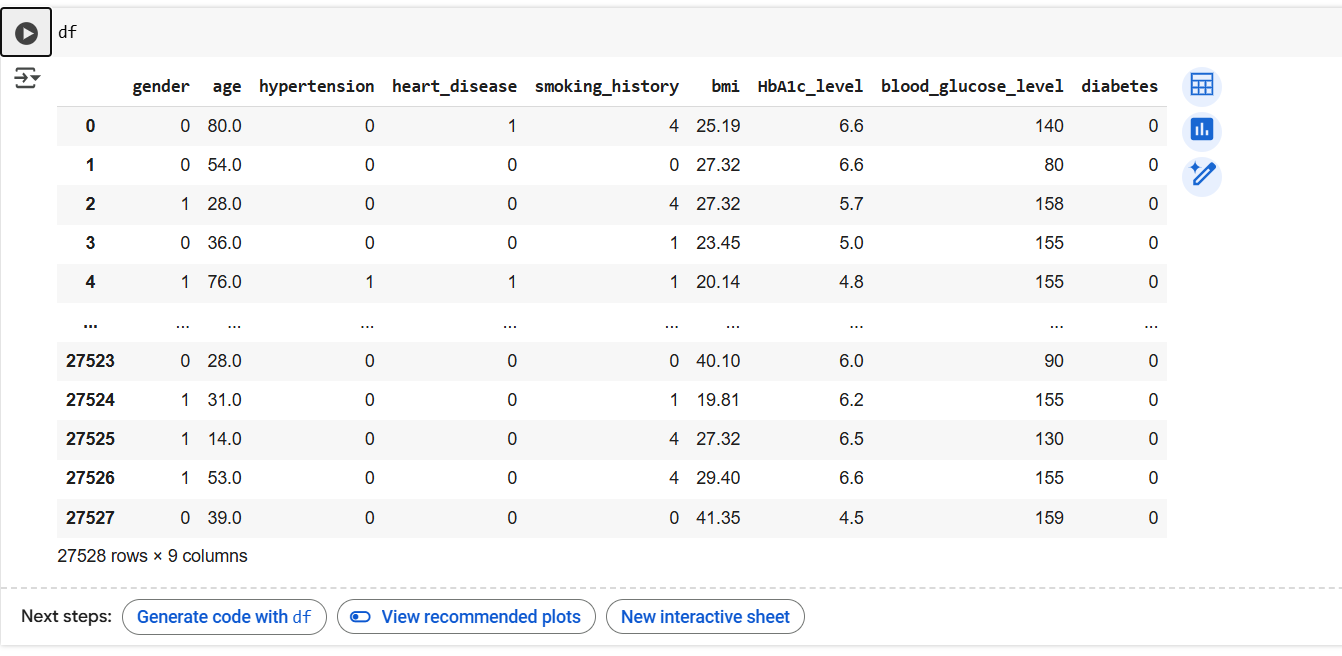 df
gender age hypertension heart_disease smoking_history bmi HbA1c_level blood_glucose_level diabetes
0 0 80.0 0 1 4 25.19 6.6 140 0
1 0 54.0 0 0 0 27.32 6.6 80 0
2 1 28.0 0 0 4 27.32 5.7 158 0
3 0 36.0 0 0 1 23.45 5.0 155 0
4 1 76.0 1 1 1 20.14 4.8 155 0
... ... ... ... ... ... ... ... ... ...
27523 0 28.0 0 0 0 40.10 6.0 90 0
27524 1 31.0 0 0 1 19.81 6.2 155 0
27525 1 14.0 0 0 4 27.32 6.5 130 0
27526 1 53.0 0 0 4 29.40 6.6 155 0
27527 0 39.0 0 0 0 41.35 4.5 159 0
27528 rows × 9 columns
Next steps: Generate code with df View recommended plots New interactive sheet